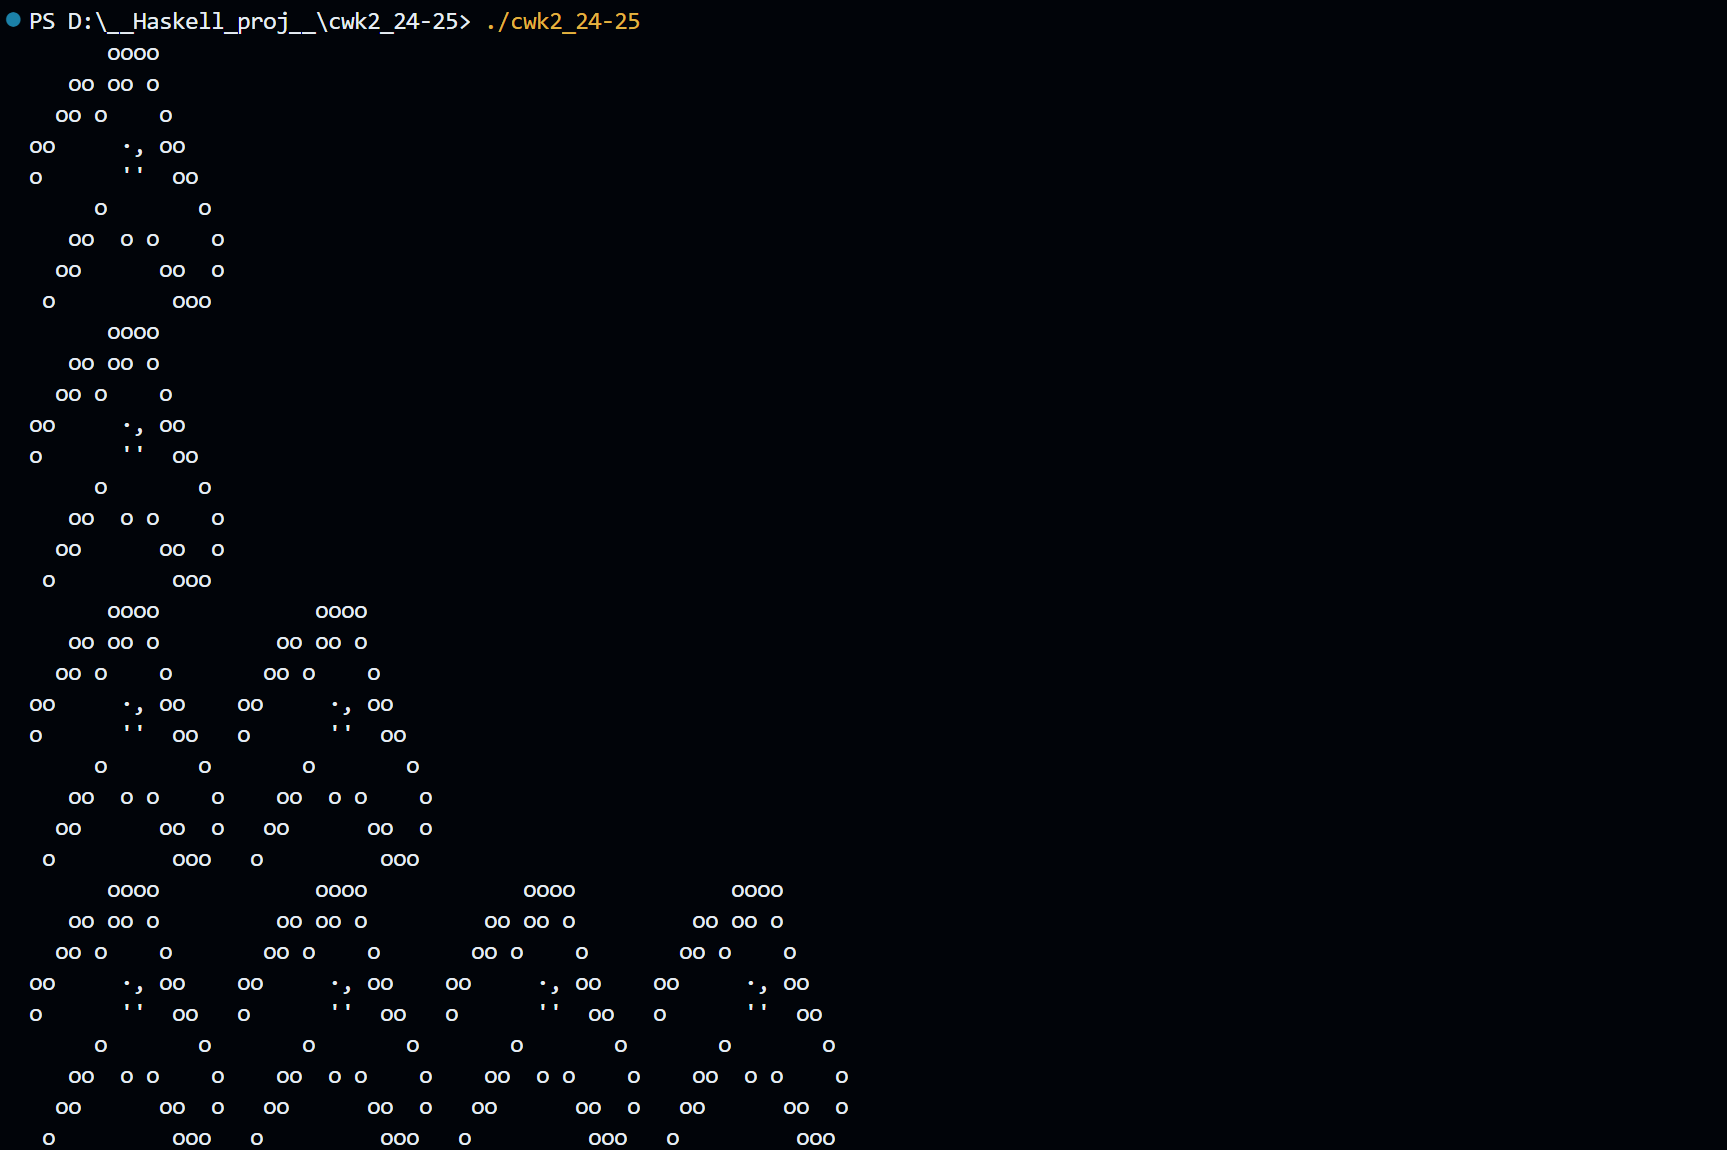 PS D:\__Haskell_proj__\cwk2_24-25> ./cwk2_24-25
      oooo
   oo oo o
  oo o    o
oo     ·, oo
o      ''  oo
     o       o
   oo  o o    o
  oo      oo  o
 o         ooo
      oooo
   oo oo o
  oo o    o
oo     ·, oo
o      ''  oo
     o       o
   oo  o o    o
  oo      oo  o
 o         ooo
      oooo            oooo
   oo oo o         oo oo o
  oo o    o       oo o    o
oo     ·, oo    oo     ·, oo
o      ''  oo   o      ''  oo
     o       o       o       o
   oo  o o    o    oo  o o    o
  oo      oo  o   oo      oo  o
 o         ooo   o         ooo
      oooo            oooo            oooo            oooo
   oo oo o         oo oo o         oo oo o         oo oo o
  oo o    o       oo o    o       oo o    o       oo o    o
oo     ·, oo    oo     ·, oo    oo     ·, oo    oo     ·, oo
o      ''  oo   o      ''  oo   o      ''  oo   o      ''  oo
     o       o       o       o       o       o       o       o
   oo  o o    o    oo  o o    o    oo  o o    o    oo  o o    o
  oo      oo  o   oo      oo  o   oo      oo  o   oo      oo  o
 o         ooo   o         ooo   o         ooo   o         ooo